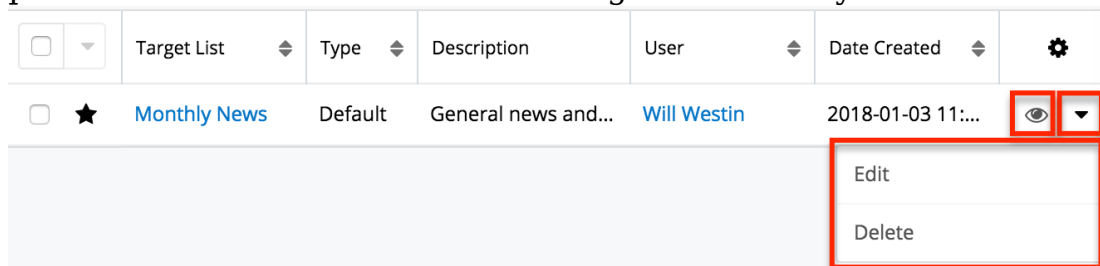 Target List Type Description User Date Created
Monthly News Default General news and... Will Westin 2018-01-03 11:...
Edit
Delete